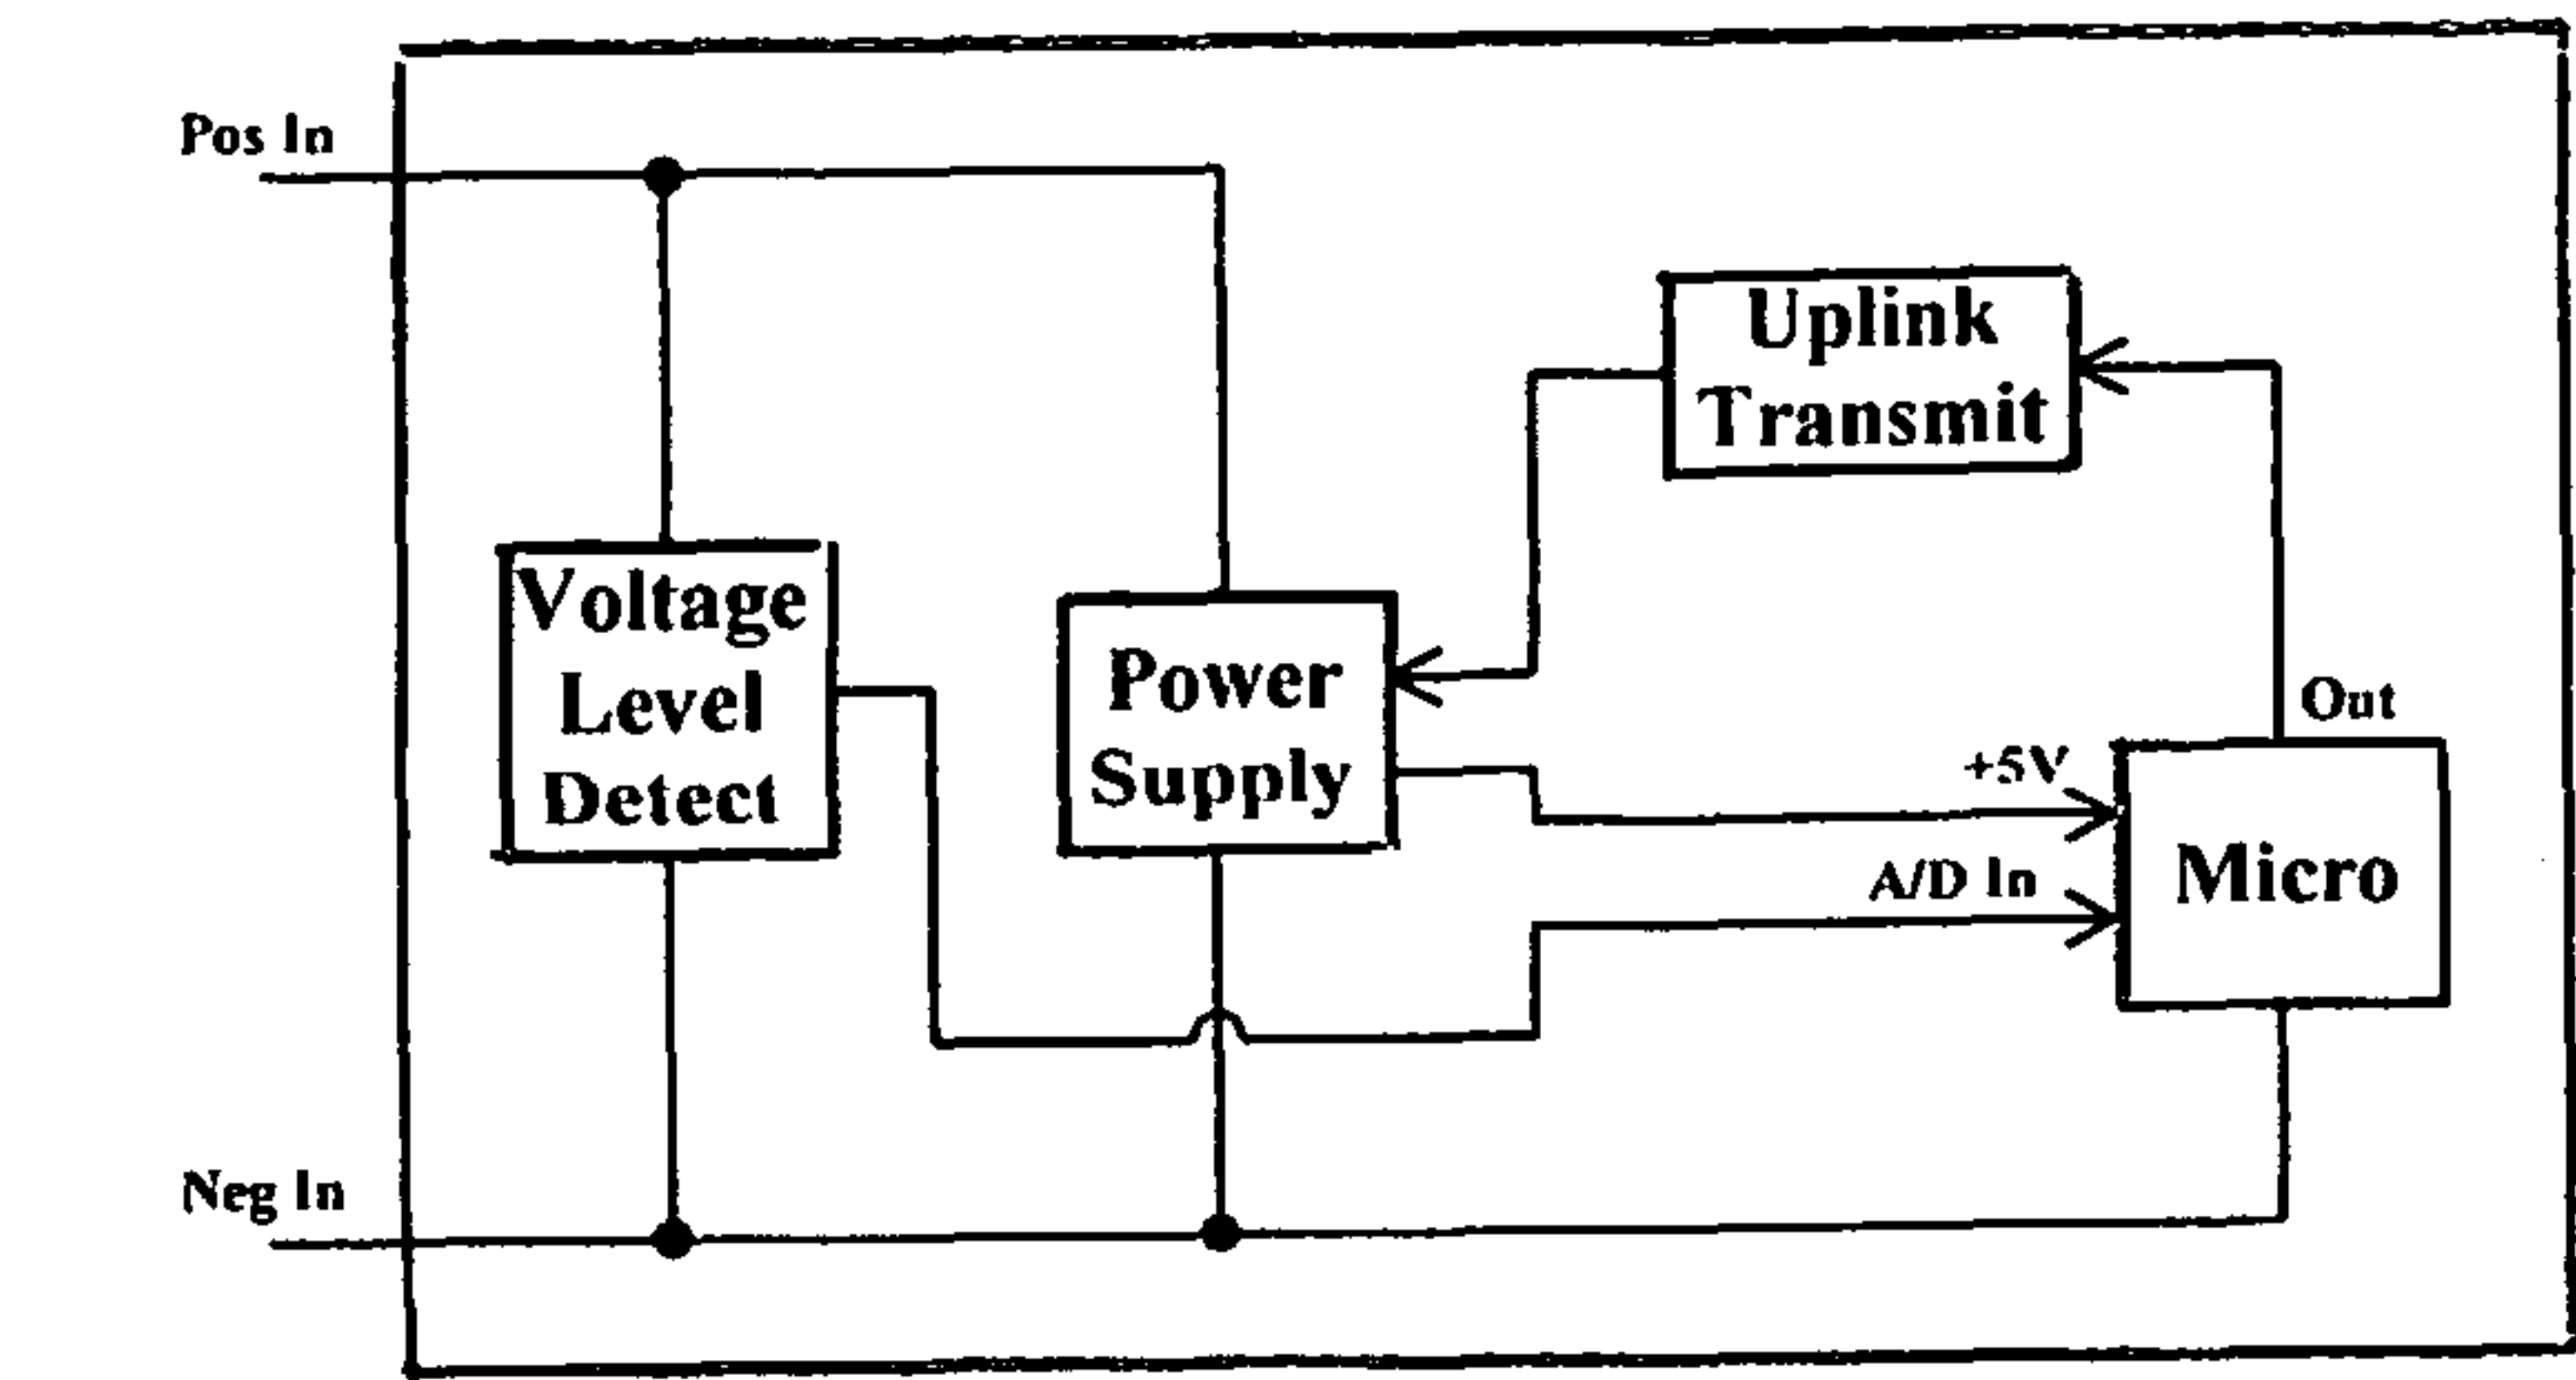 Pos In
Uplink
Transmit
Voltage
Level
Detect
Power
Supply
Out
+5V
A/D In
Micro
Neg In